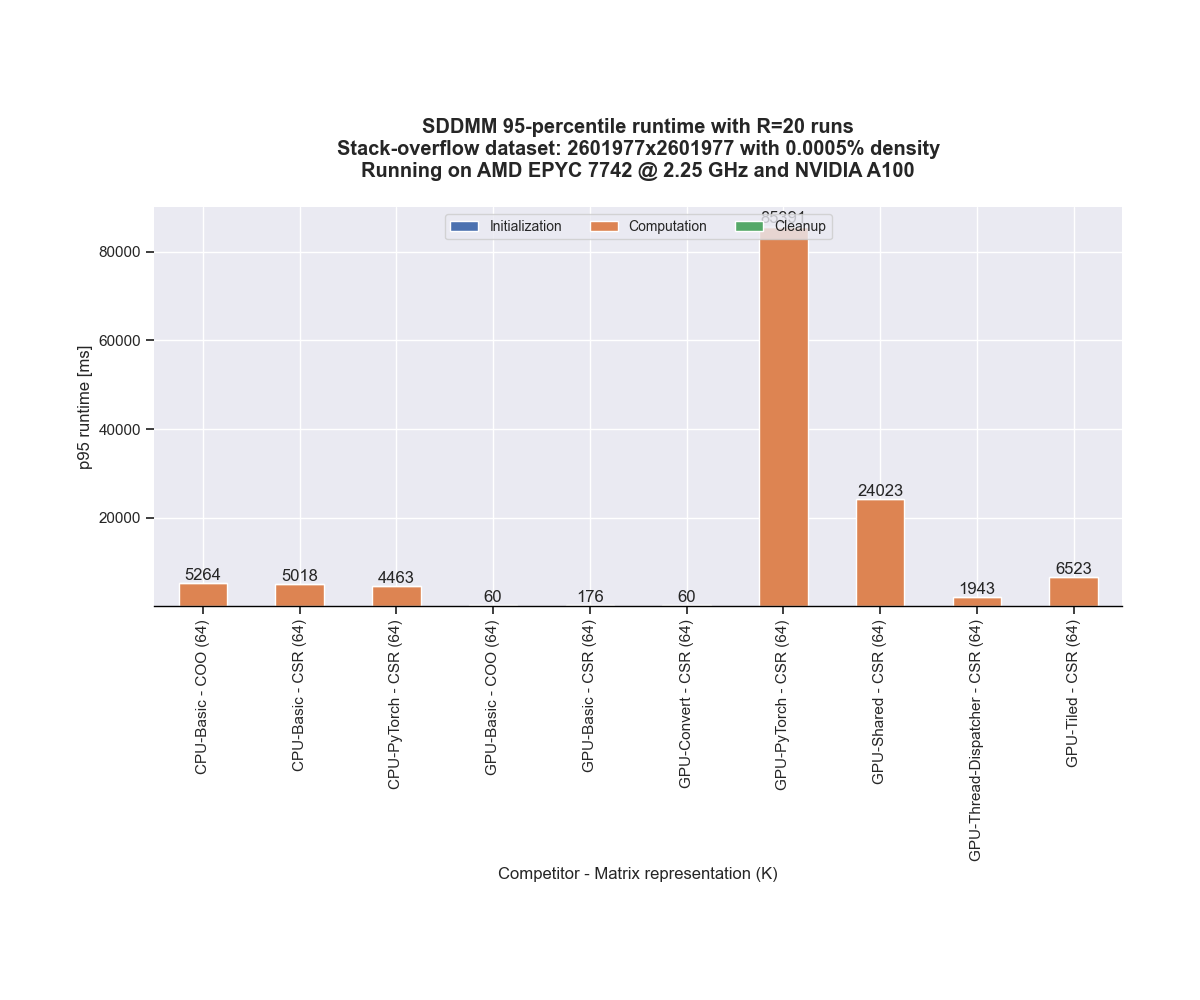 SDDMM 95-percentile runtime with R=20 runs
Stack-overflow dataset: 2601977x2601977 with 0.0005% density
Running on AMD EPYC 7742 @ 2.25 GHz and NVIDIA A100
Initialization
Computation
Cleanup
80000
60000
40000
20000
p95 runtime [ms]
5264
5018
4463
60
176
60
24023
1943
6523
CPU-Basic - COO (64)
CPU-Basic - CSR (64)
CPU-PyTorch - CSR (64)
GPU-Basic - COO (64)
GPU-Basic - CSR (64)
GPU-Convert - CSR (64)
GPU-PyTorch - CSR (64)
GPU-Shared - CSR (64)
GPU-Thread-Dispatcher - CSR (64)
GPU-Tiled - CSR (64)
Competitor - Matrix representation (K)